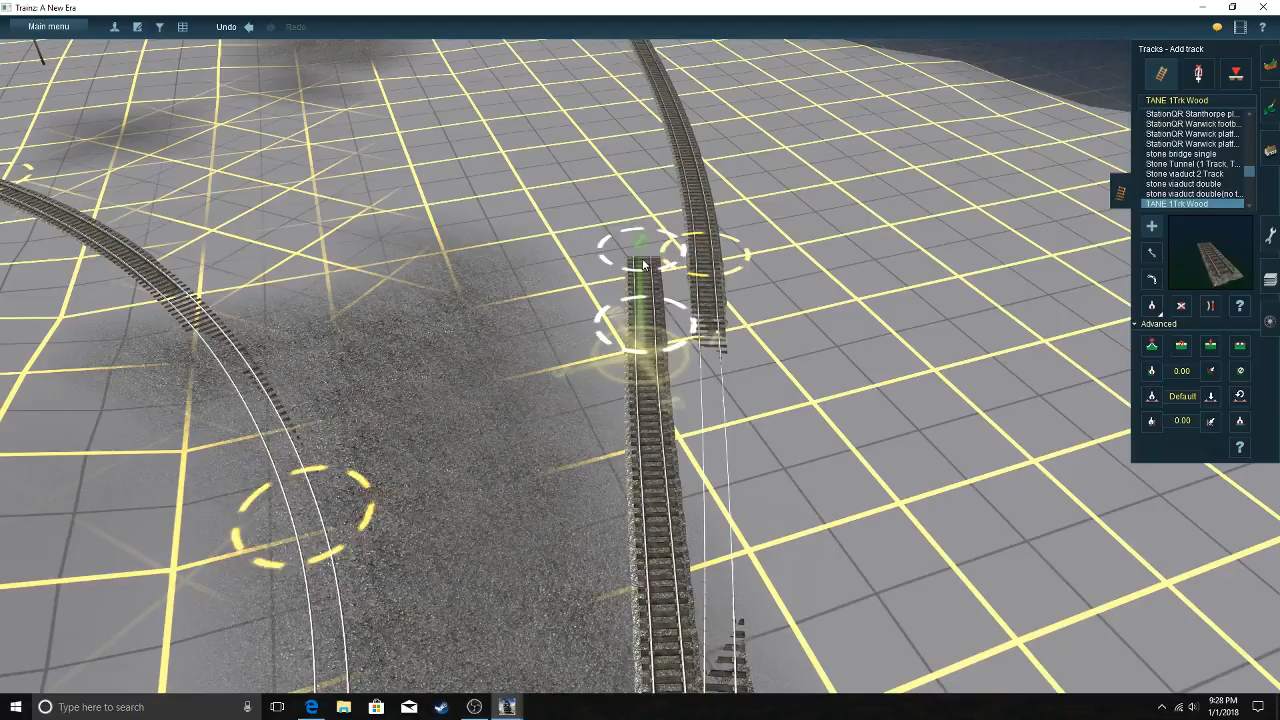 Trainz: A New Era
Main menu
Undo
Redo
Tracks - Add track
TANE 1Trk Wood
StationQR Stanthorpe pl...
StationQR Warwick footb...
StationQR Warwick platf...
StationQR Warwick platf...
stone bridge single
Stone Tunnel (1 Track, T...
Stone viaduct 2 Track
stone viaduct double
stone viaduct double(no t...
TANE 1Trk Wood
Advanced
0.00
Default
0.00
Type here to search
9:28 PM
1/1/2018